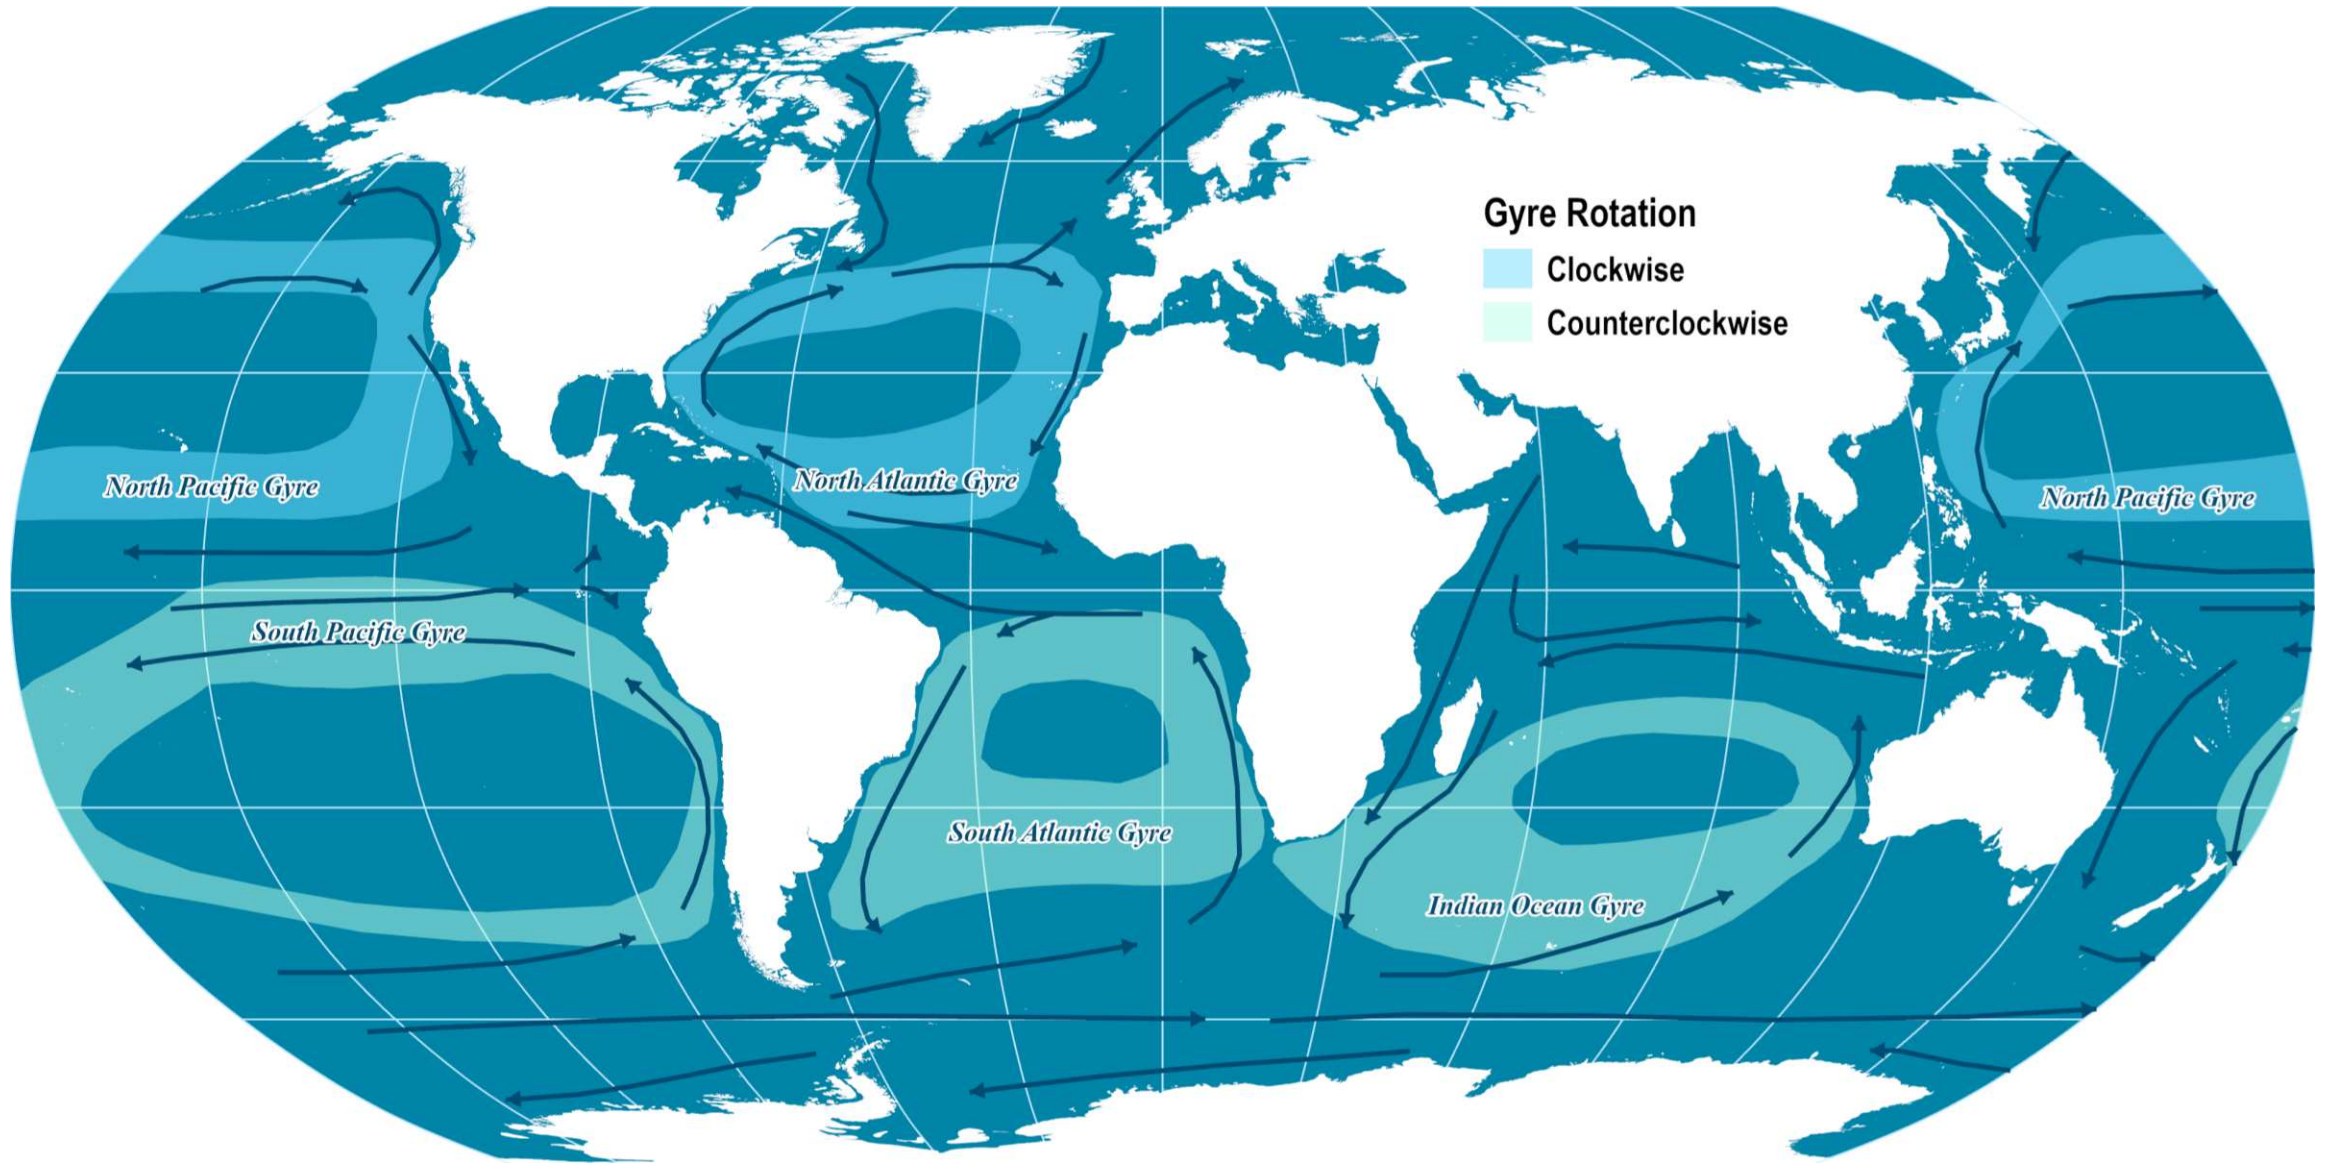 Gyre Rotation
Clockwise
Counterclockwise
North Pacific Gyre
North Atlantic Gyre
North Pacific Gyre
South Pacific Gyre
South Atlantic Gyre
Indian Ocean Gyre